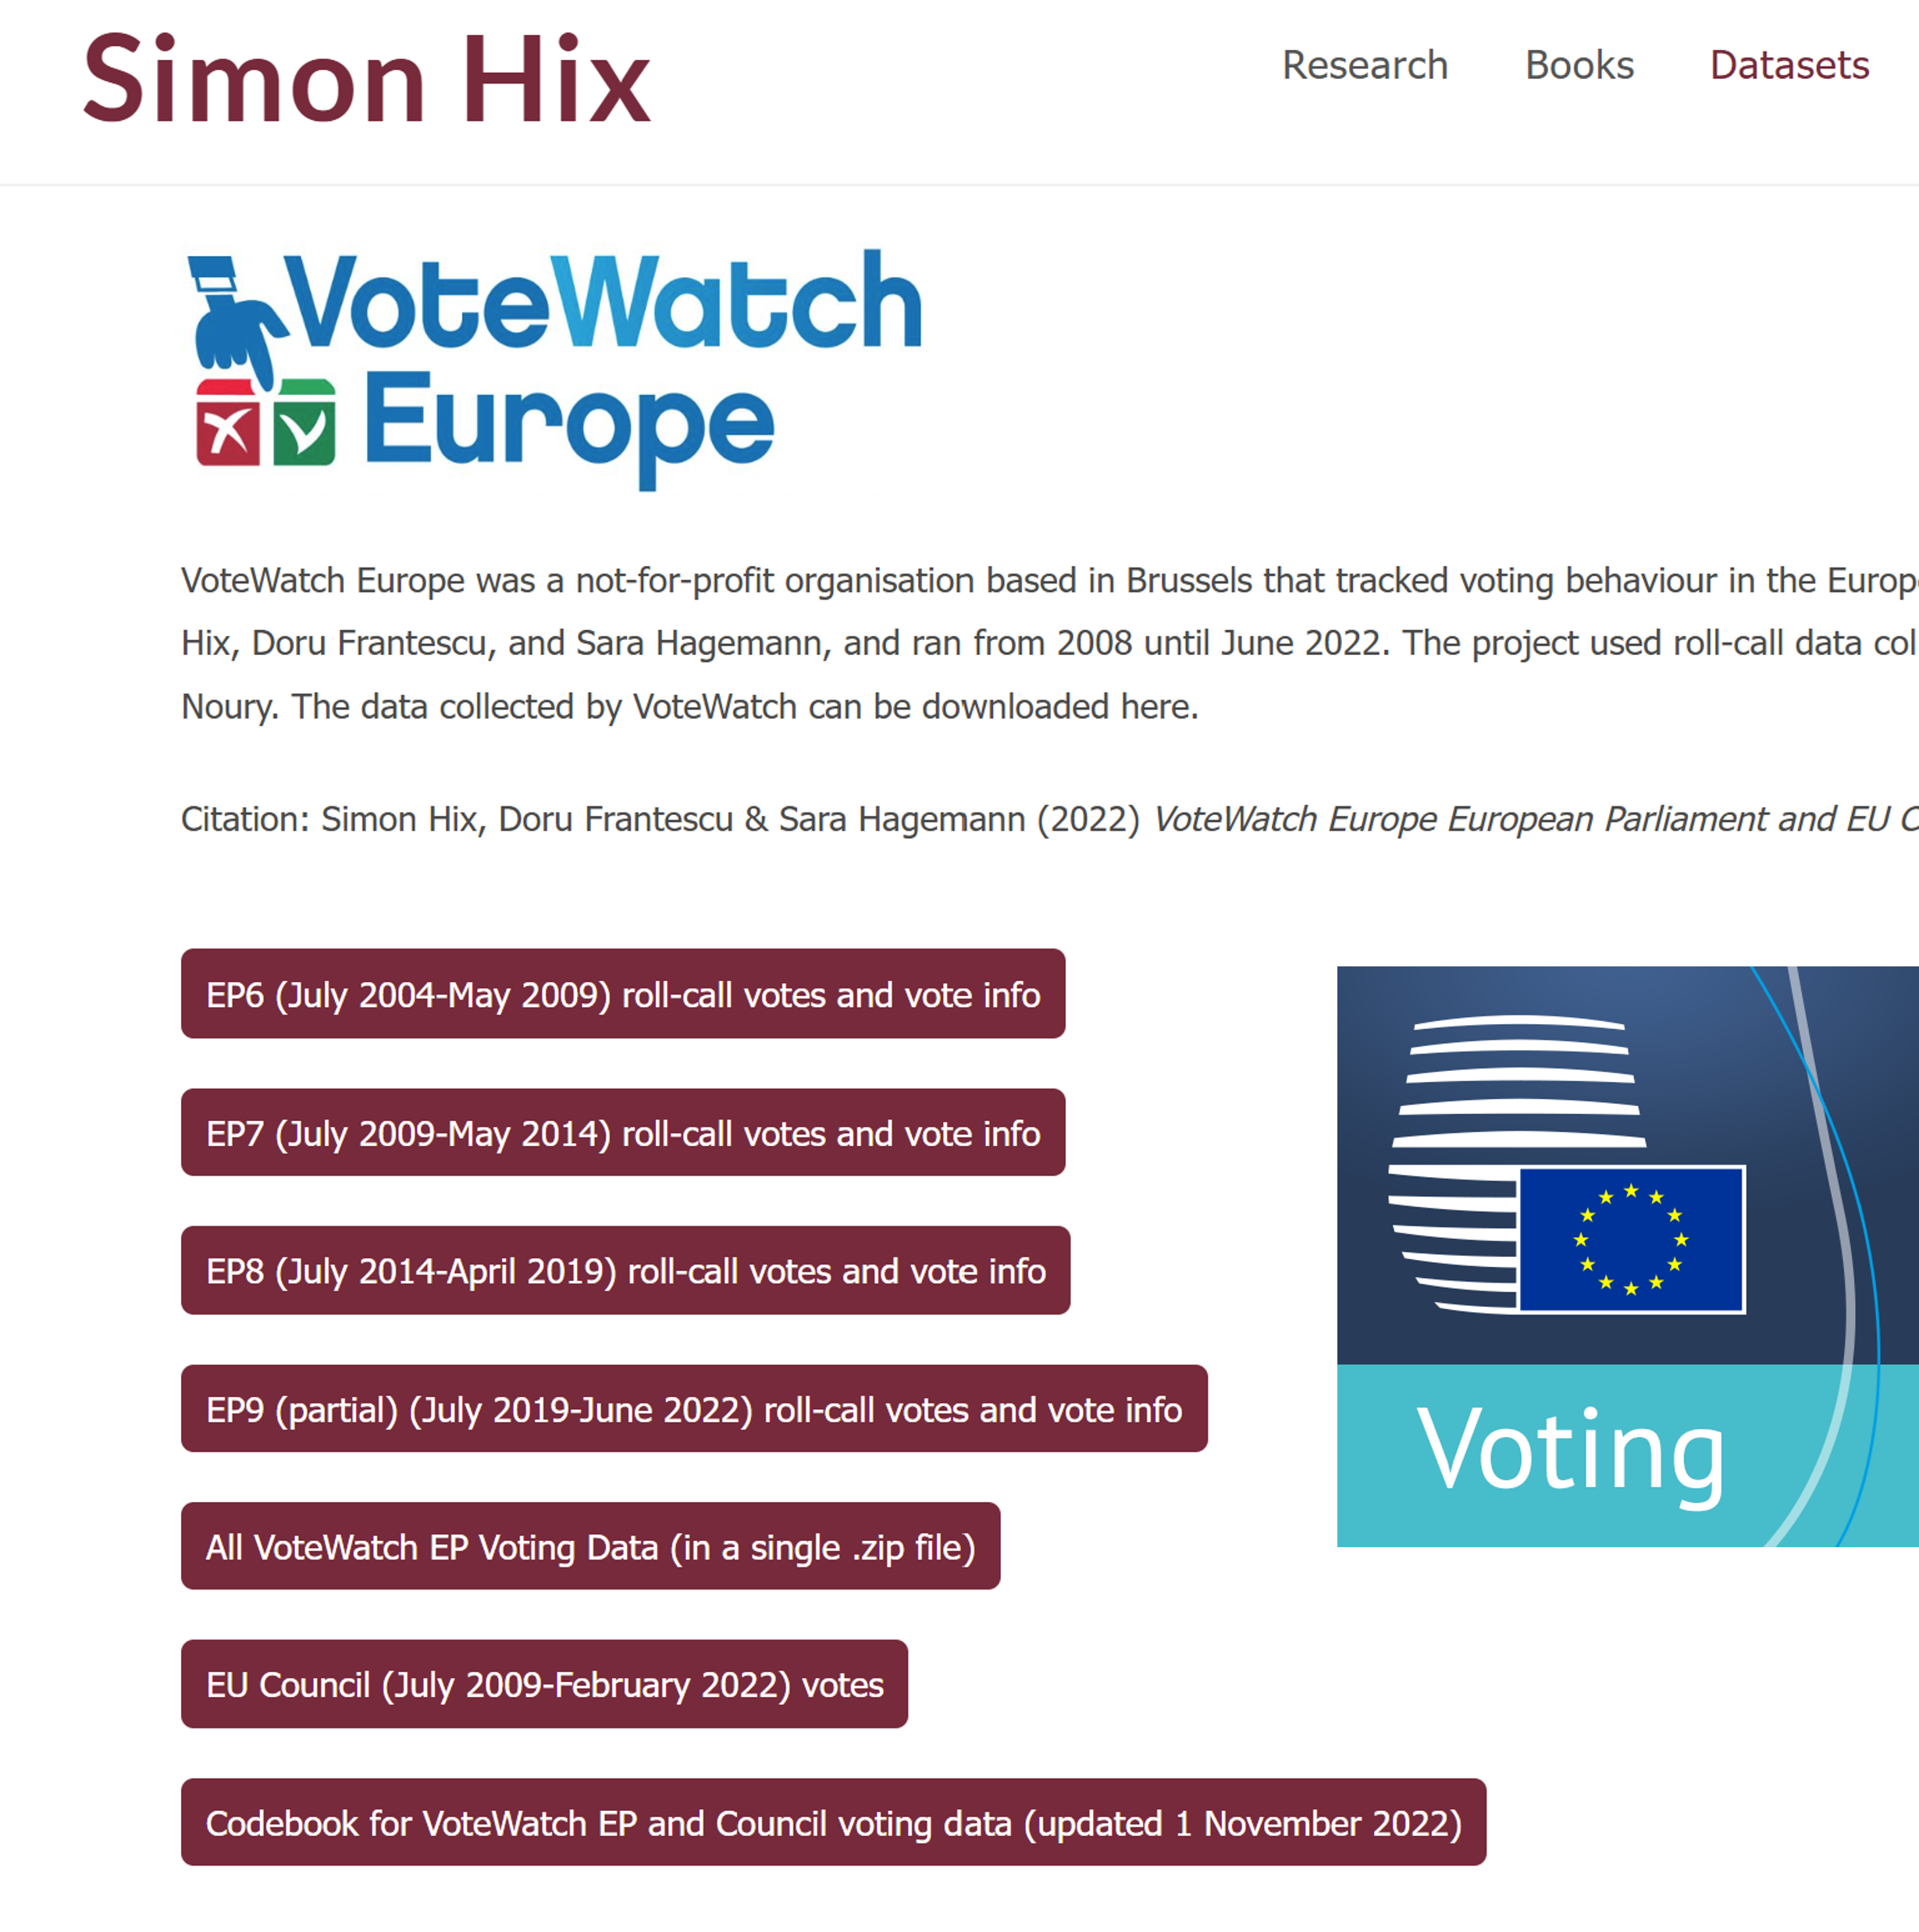 Simon Hix
Research Books Datasets
VoteWatch
Europe
VoteWatch Europe was a not-for-profit organisation based in Brussels that tracked voting behaviour in the
Hix, Doru Frantescu, and Sara Hagemann, and ran from 2008 until June 2022. The project used roll-call data
Noury. The data collected by VoteWatch can be downloaded here.
Citation: Simon Hix, Doru Frantescu & Sara Hagemann (2022) VoteWatch Europe European Parliament and EU
EP6 (July 2004-May 2009) roll-call votes and vote info
EP7 (July 2009-May 2014) roll-call votes and vote info
EP8 (July 2014-April 2019) roll-call votes and vote info
EP9 (partial) (July 2019-June 2022) roll-call votes and vote info
Voting
All VoteWatch EP Voting Data (in a single .zip file)
EU Council (July 2009-February 2022) votes
Codebook for VoteWatch EP and Council voting data (updated 1 November 2022)